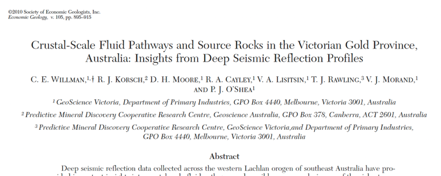 ©2010 Society of Economic Geologists, Inc.
Economic Geology, v. 105, pp. 805–813
Crustal-Scale Fluid Pathways and Source Rocks in the Victorian Gold Province,
Australia: Insights from Deep Seismic Reflection Profiles
C. E. WILLMAN,1,† R. J. KORSCH,2 D. H. MOORE,1 R. A. CAYLEY,1 V. A. LISITSIN,1 T. J. RAWLING,3 V. J. MORAND,1
AND P. J. O'SHEA1
1 GeoScience Victoria, Department of Primary Industries, GPO Box 4440, Melbourne, Victoria 3001, Australia
2 Predictive Mineral Discovery Cooperative Research Centre, Geoscience Australia, GPO Box 378, Canberra, ACT 2601, Australia
3 Predictive Mineral Discovery Cooperative Research Centre, GeoScience Victoria,and Department of Primary Industries,
GPO Box 4440, Melbourne, Victoria 3001, Australia
Abstract
Deep seismic reflection data collected across the western Lachlan orogen of southeast Australia have pro-